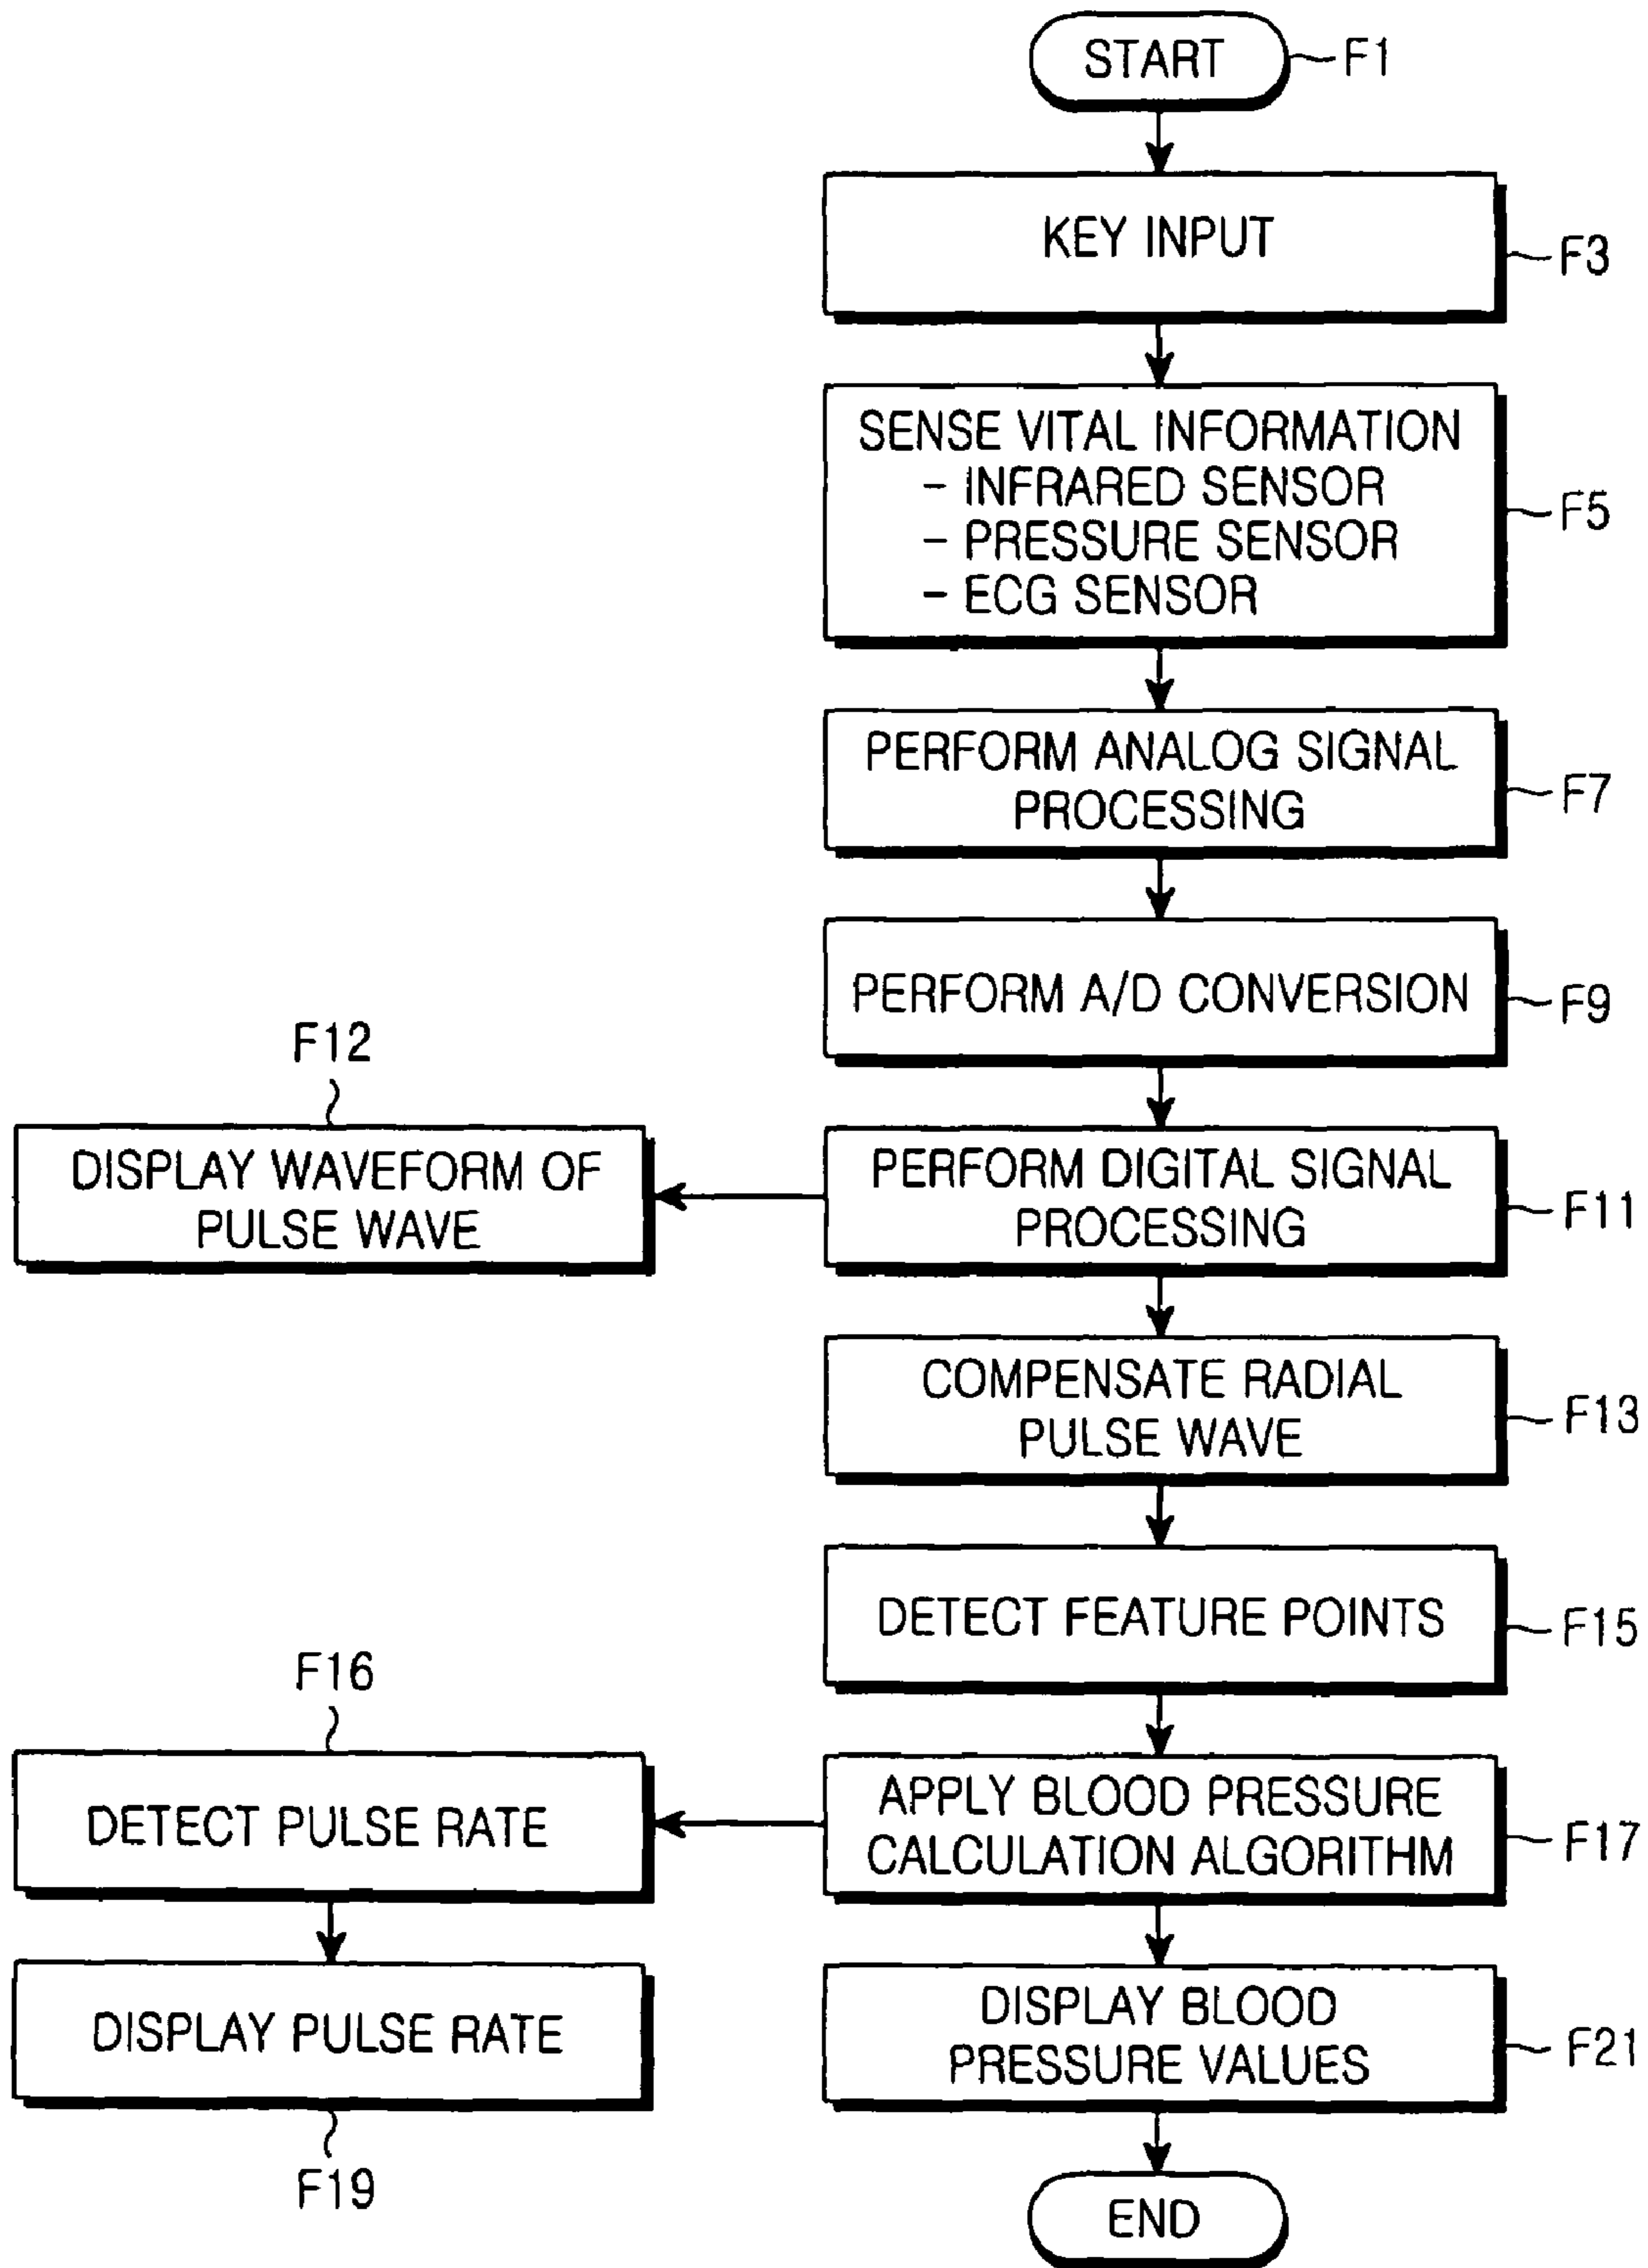 START
F1
KEY INPUT
F3
SENSE VITAL INFORMATION
- INFRARED SENSOR
- PRESSURE SENSOR
- ECG SENSOR
F5
PERFORM ANALOG SIGNAL
PROCESSING
F7
PERFORM A/D CONVERSION
F9
F12
DISPLAY WAVEFORM OF
PULSE WAVE
PERFORM DIGITAL SIGNAL
PROCESSING
F11
COMPENSATE RADIAL
PULSE WAVE
F13
DETECT FEATURE POINTS
F15
F16
DETECT PULSE RATE
APPLY BLOOD PRESSURE
CALCULATION ALGORITHM
F17
DISPLAY PULSE RATE
F19
DISPLAY BLOOD
PRESSURE VALUES
F21
END